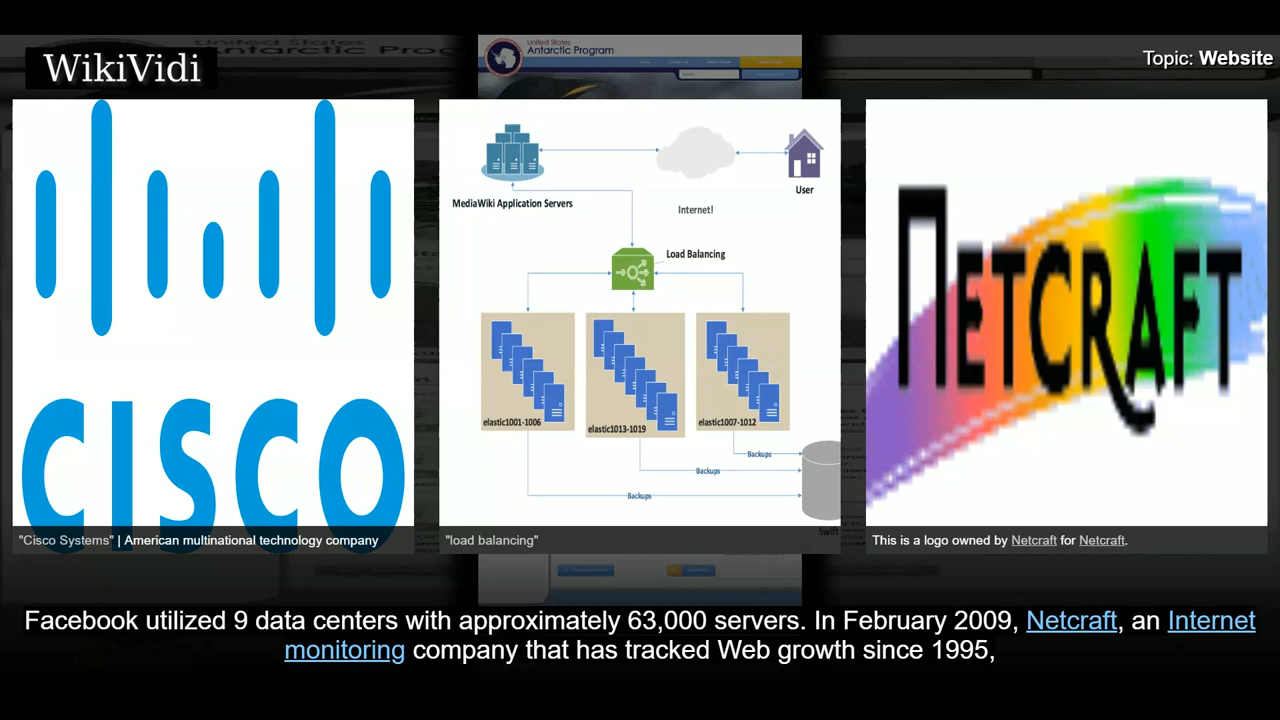 United States
Antarctic Program
WikiVidi
Topic: Website
CISCO
"Cisco Systems" | American multinational technology company
MediaWiki Application Servers
Internet!
User
Load Balancing
elastic1001-1006
elastic1013-1019
elastic1007-1012
Backups
Backups
Backups
Swift
"load balancing"
NETCRAFT
This is a logo owned by Netcraft for Netcraft.
Facebook utilized 9 data centers with approximately 63,000 servers. In February 2009, Netcraft, an Internet
monitoring company that has tracked Web growth since 1995,